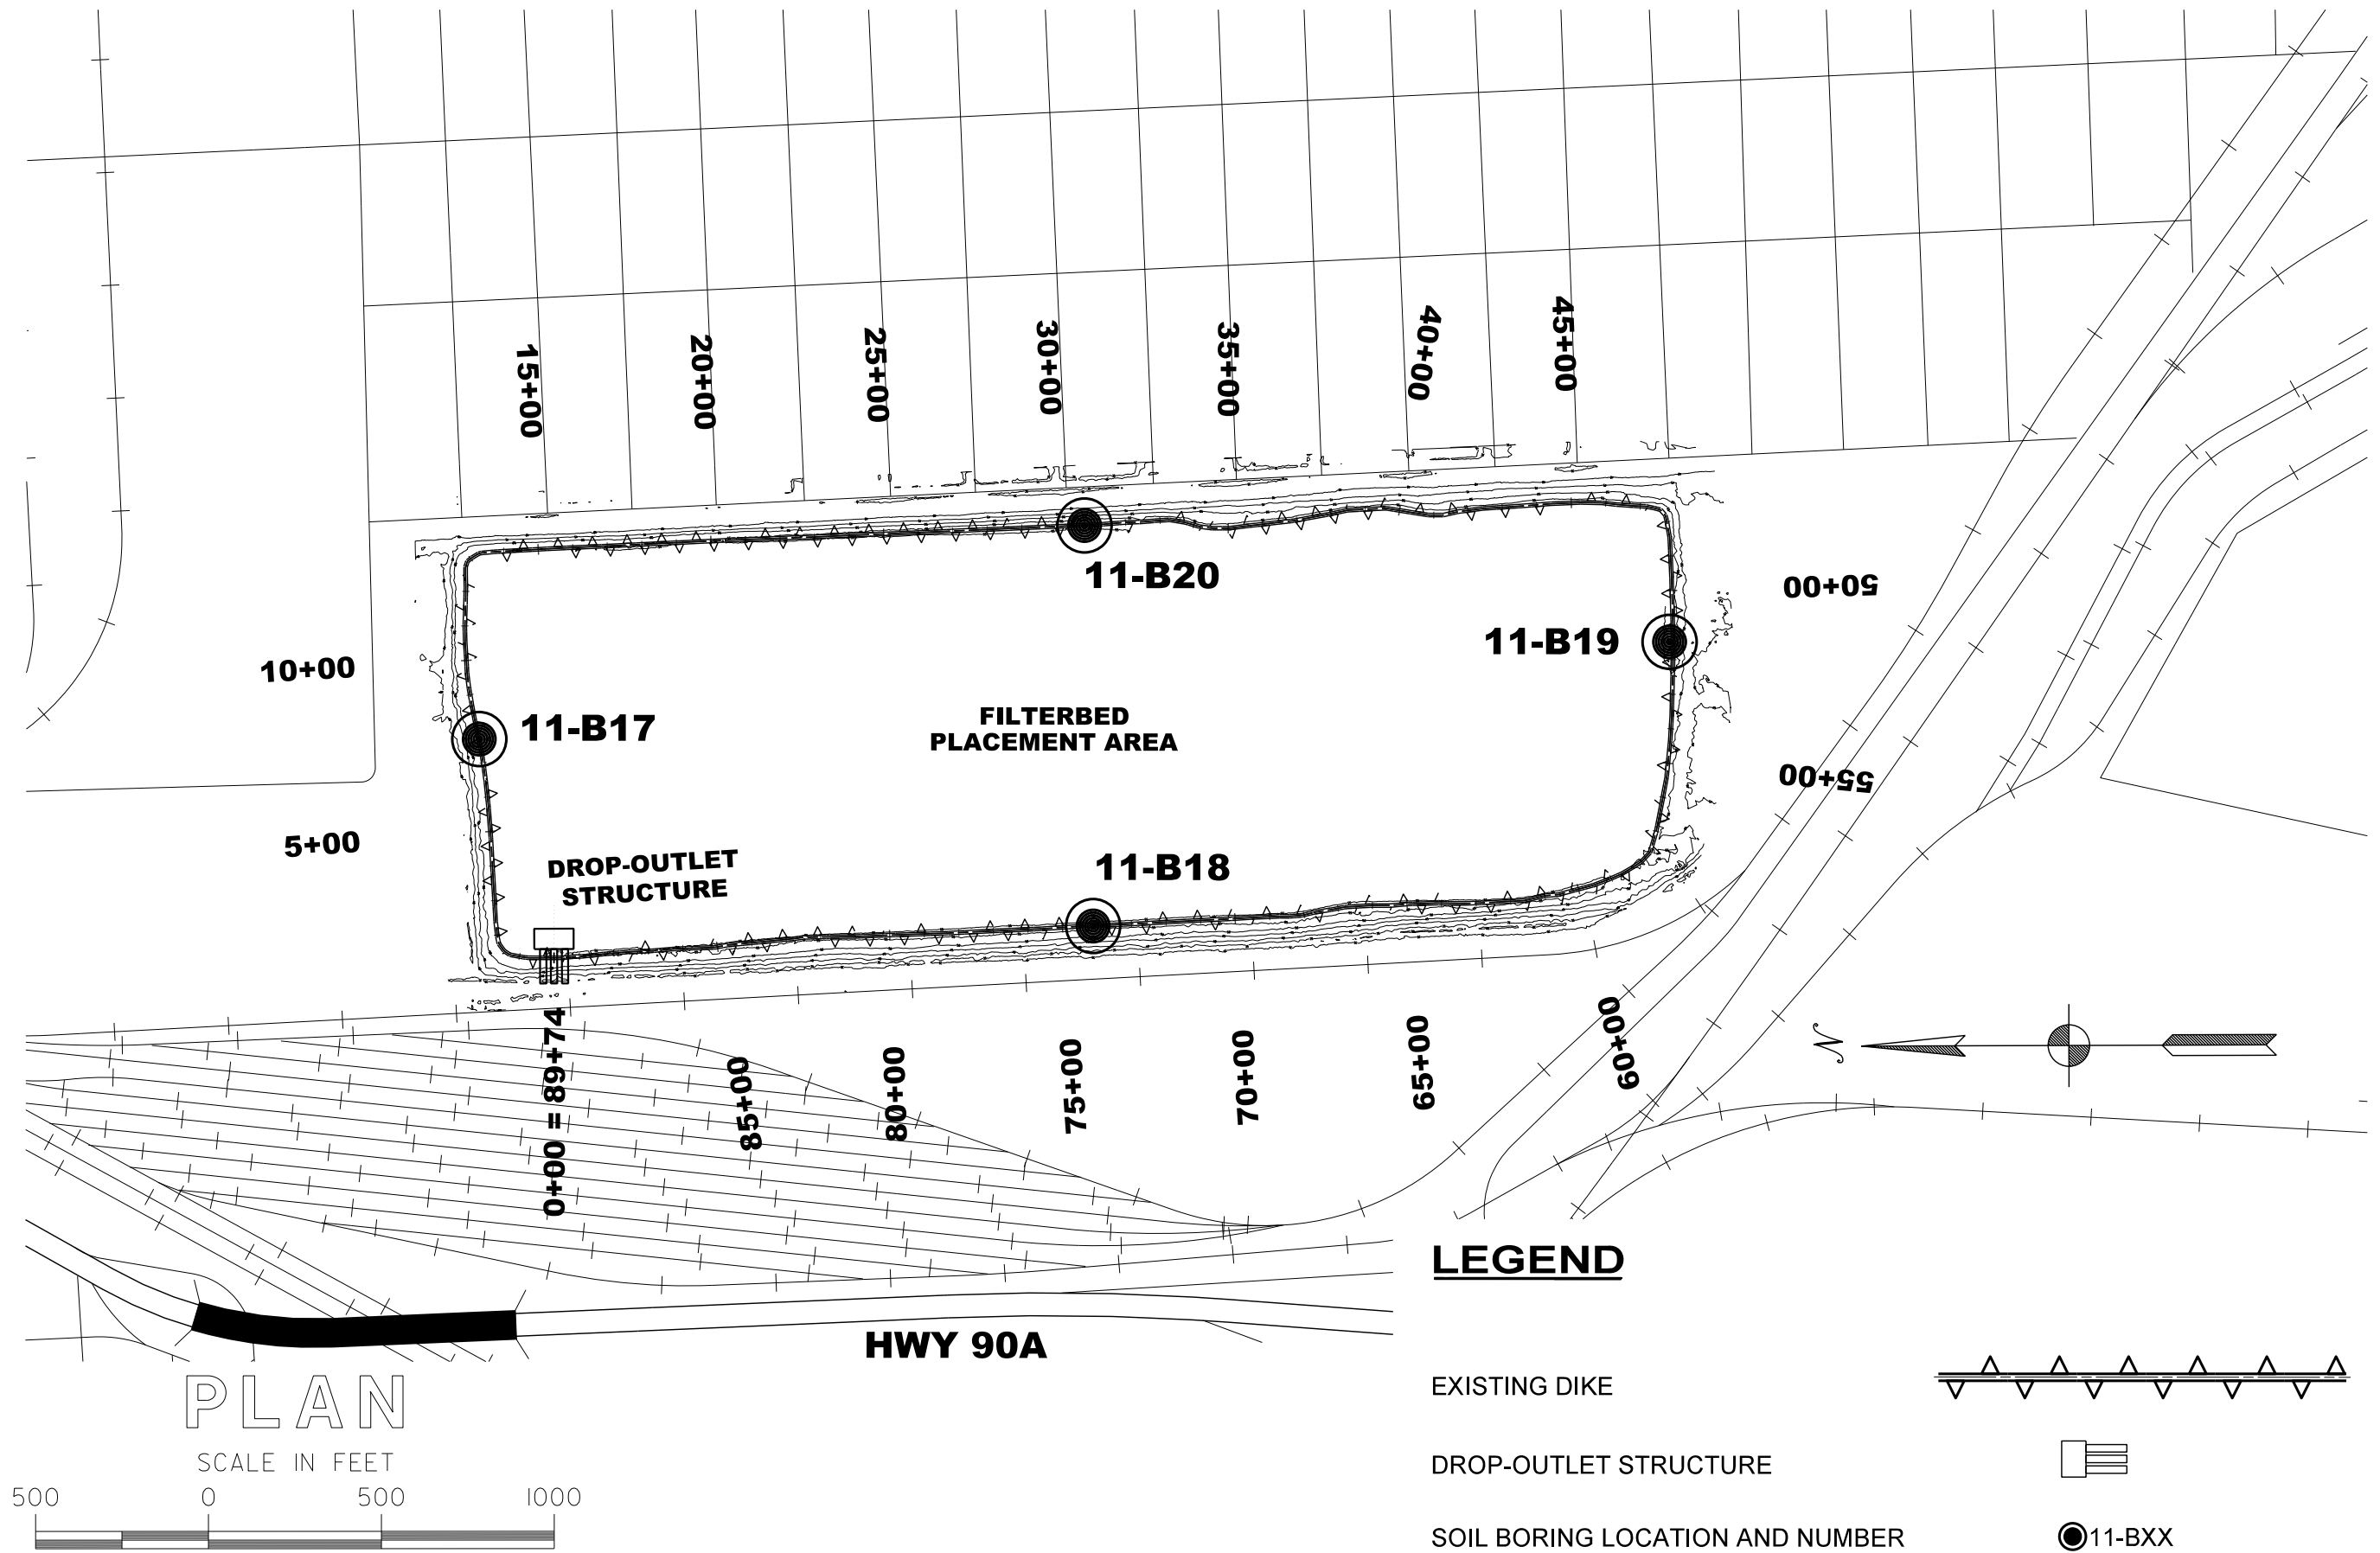 15+00
20+00
25+00
30+00
35+00
40+00
45+00
50+00
55+00
60+00
65+00
70+00
75+00
80+00
85+00
0+00 = 89+74
5+00
10+00
11-B20
11-B19
11-B17
FILTERBED
PLACEMENT AREA
11-B18
DROP-OUTLET
STRUCTURE
N
HWY 90A
PLAN
SCALE IN FEET
500 0 500 1000
LEGEND
EXISTING DIKE
DROP-OUTLET STRUCTURE
SOIL BORING LOCATION AND NUMBER
11-BXX